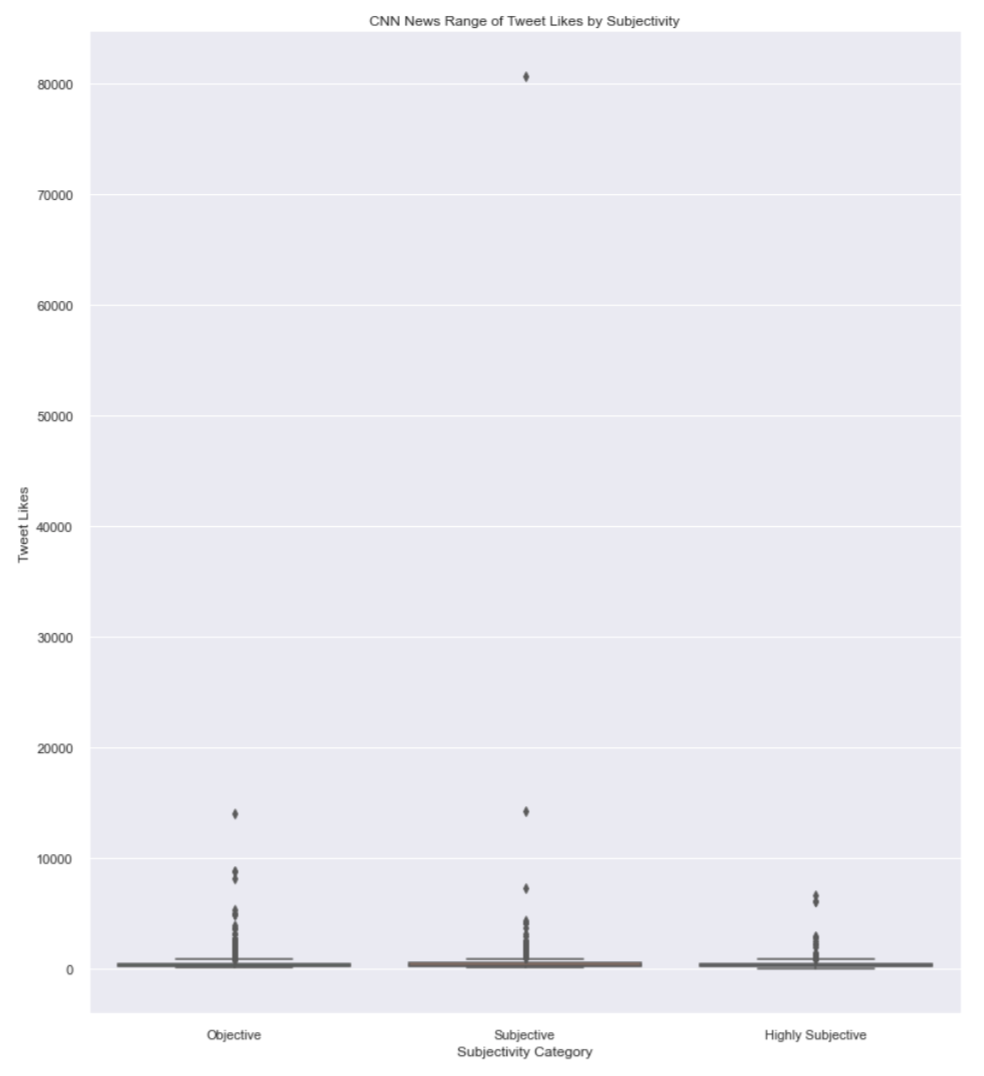 CNN News Range of Tweet Likes by Subjectivity
80000
70000
60000
50000
40000
30000
20000
10000
0
Tweet Likes
Objective
Subjective
Highly Subjective
Subjectivity Category